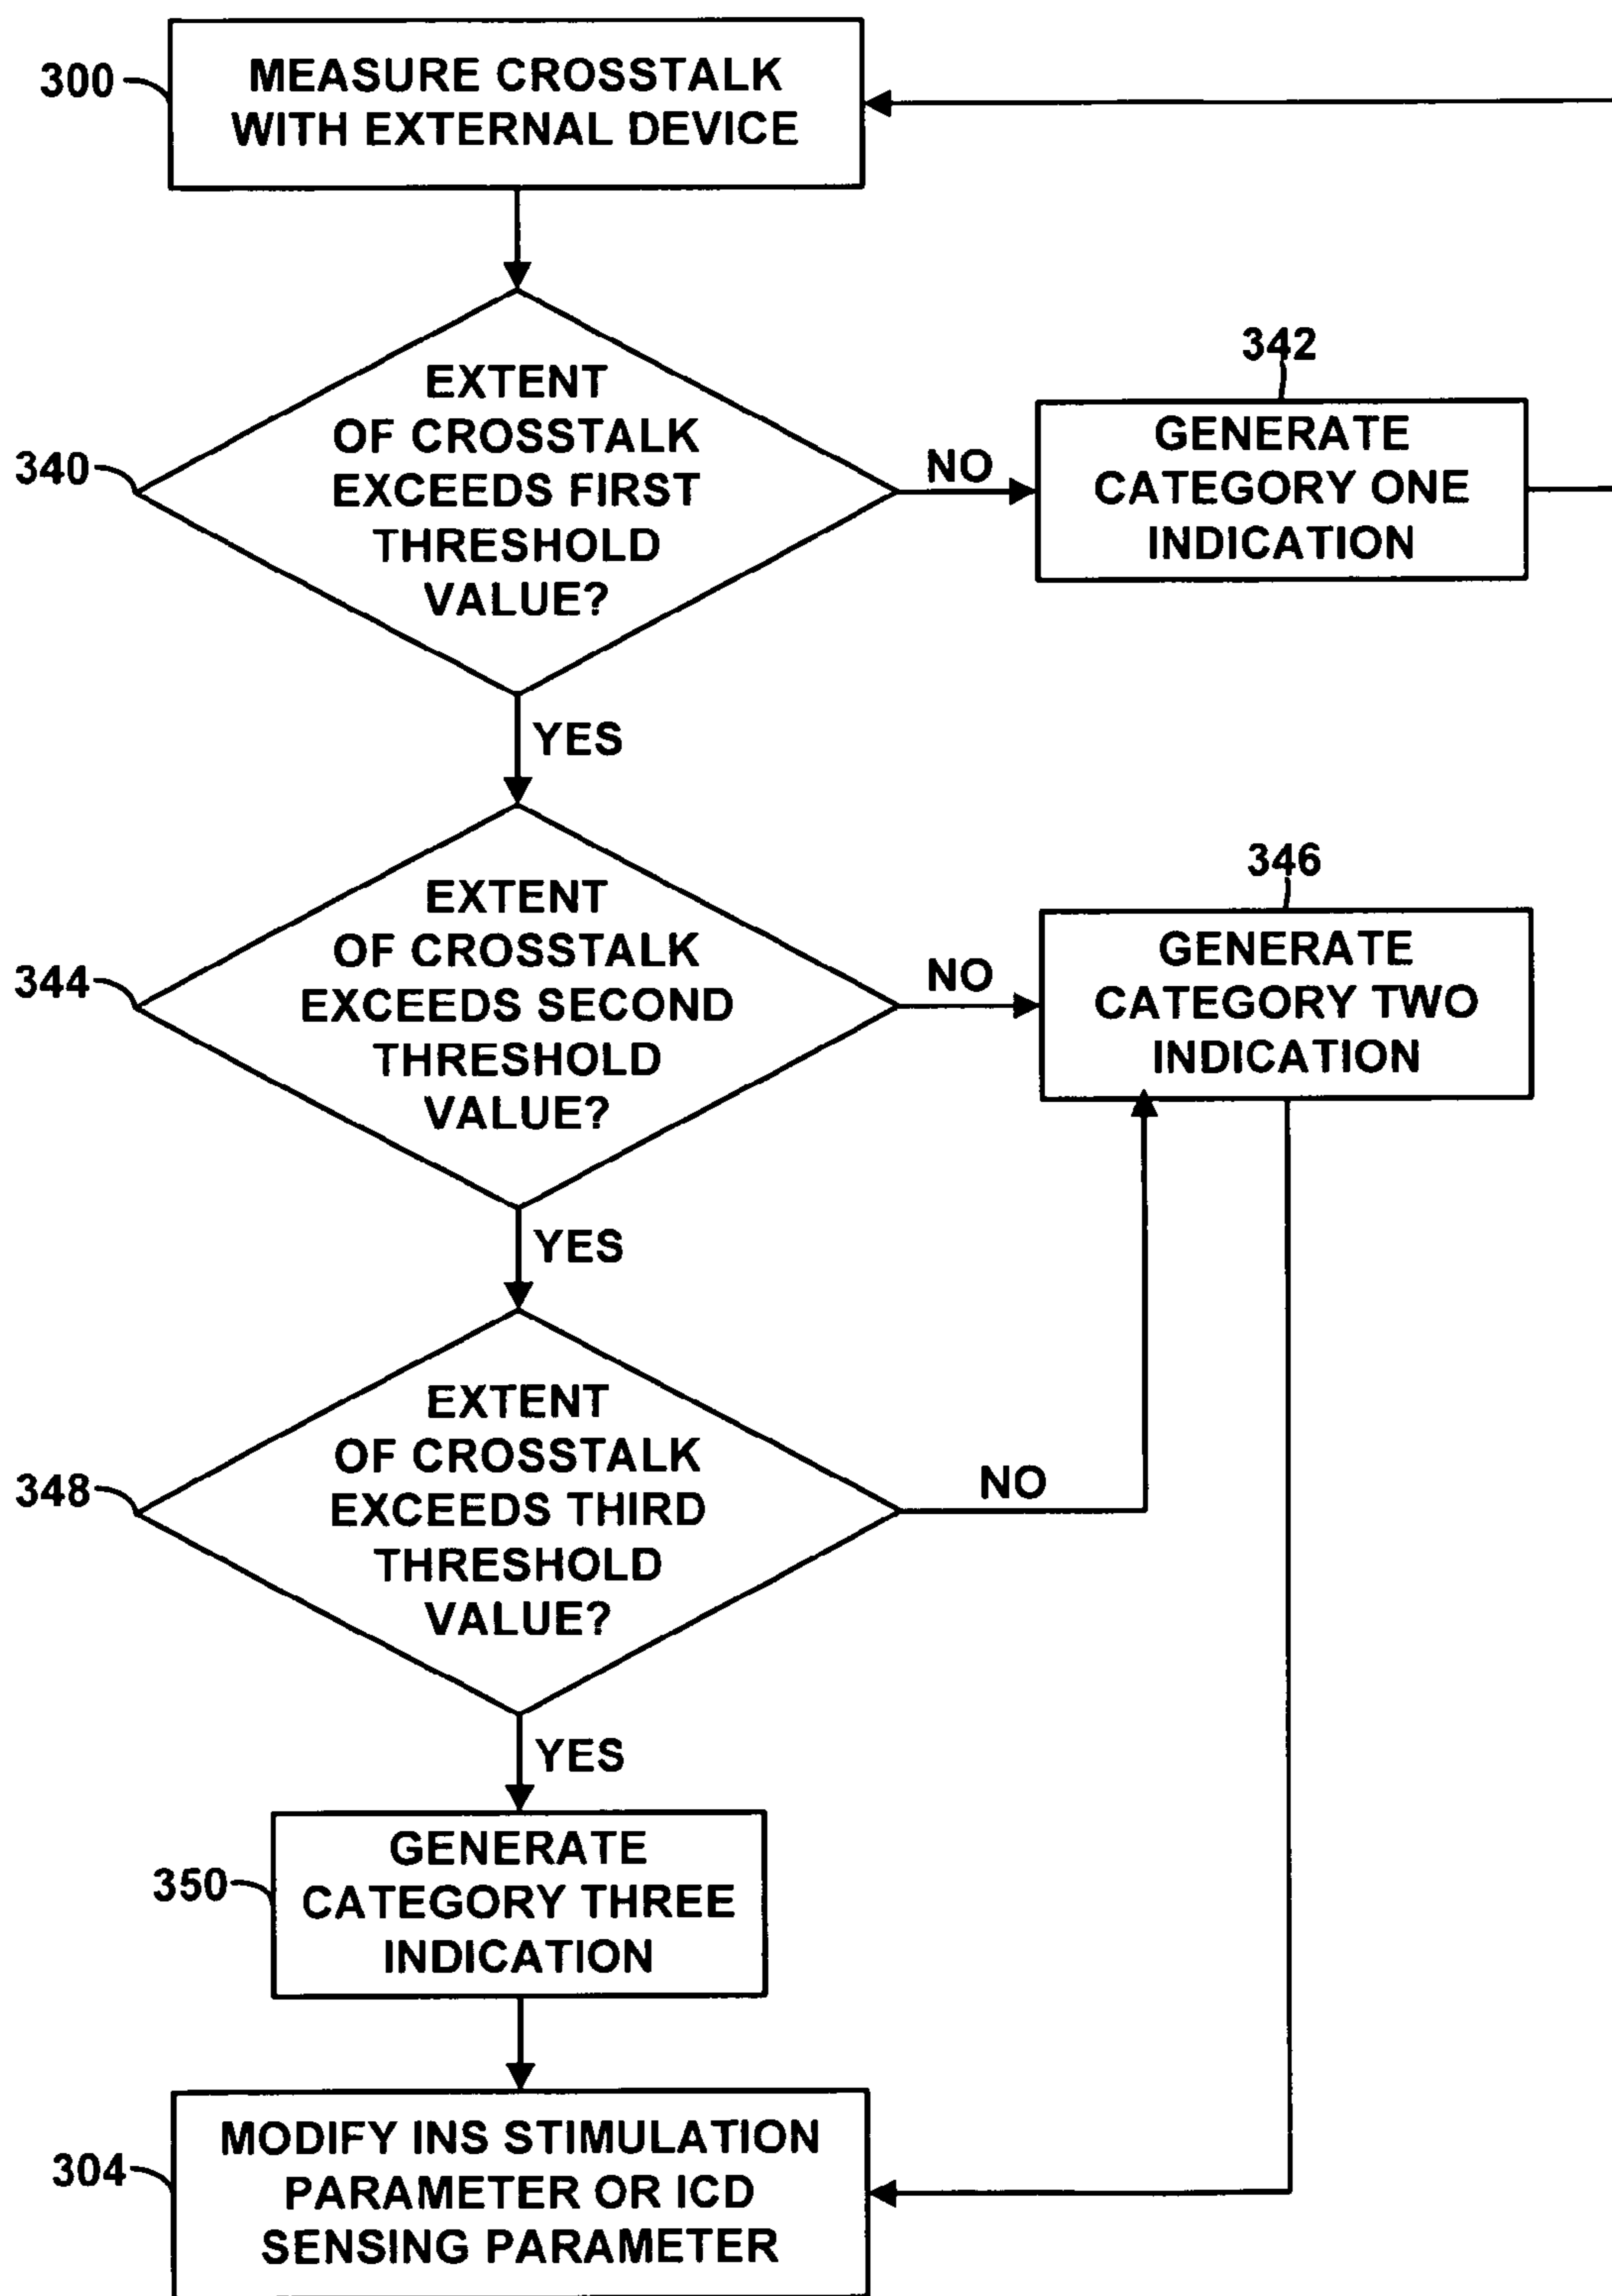 300
MEASURE CROSSTALK
WITH EXTERNAL DEVICE
340
EXTENT
OF CROSSTALK
EXCEEDS FIRST
THRESHOLD
VALUE?
NO
342
GENERATE
CATEGORY ONE
INDICATION
YES
344
EXTENT
OF CROSSTALK
EXCEEDS SECOND
THRESHOLD
VALUE?
NO
346
GENERATE
CATEGORY TWO
INDICATION
YES
348
EXTENT
OF CROSSTALK
EXCEEDS THIRD
THRESHOLD
VALUE?
NO
YES
350
GENERATE
CATEGORY THREE
INDICATION
304
MODIFY INS STIMULATION
PARAMETER OR ICD
SENSING PARAMETER